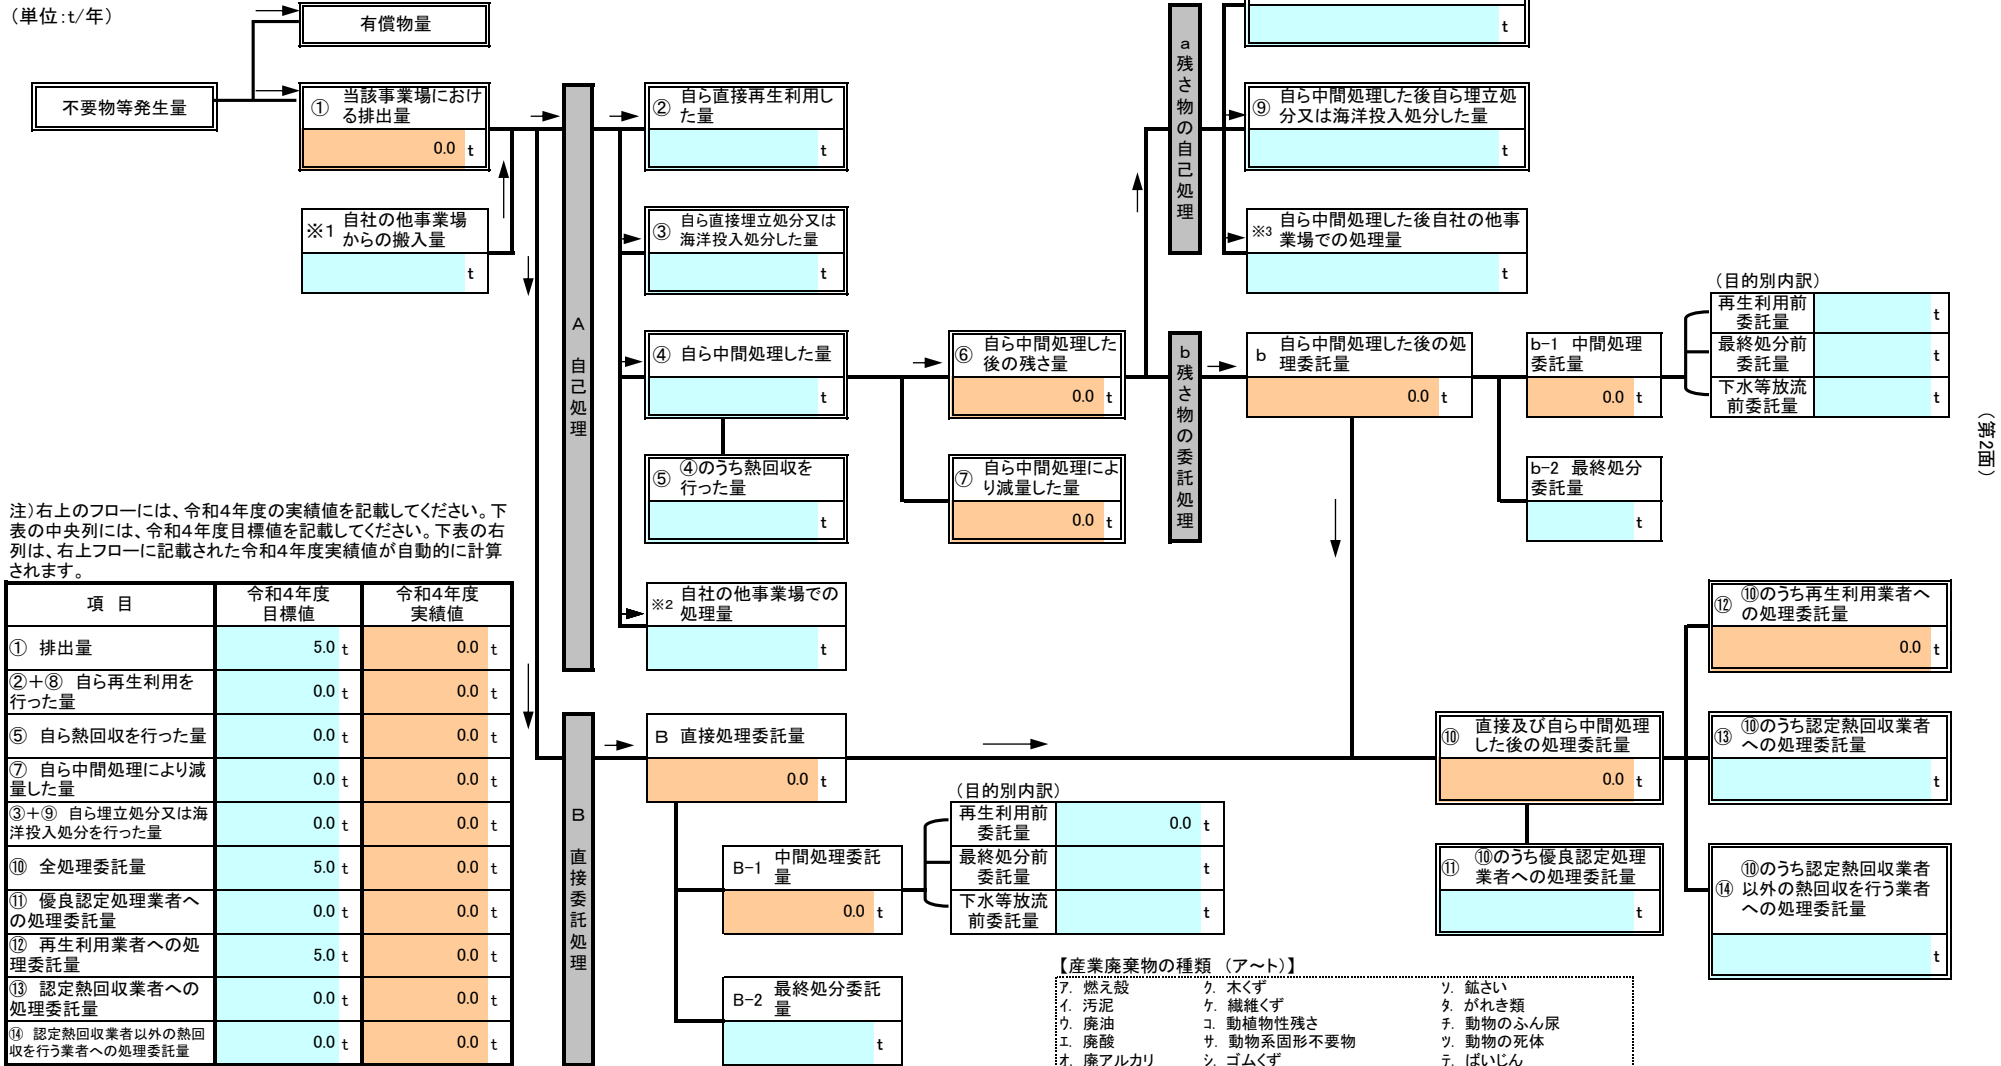 (単位:t/年)
有償物量
不要物等発生量
① 当該事業場におけ
る排出量
0.0 t
※1 自社の他事業場
からの搬入量
t
A 自己処理
② 自ら直接再生利用し
た量
t
③ 自ら直接埋立処分又は
海洋投入処分した量
t
④ 自ら中間処理した量
t
⑤ ④のうち熱回収を
行った量
t
※2 自社の他事業場での
処理量
t
⑥ 自ら中間処理した
後の残さ量
0.0 t
⑦ 自ら中間処理によ
り減量した量
0.0 t
a残さ物の自己処理
t
⑨ 自ら中間処理した後自ら埋立処
分又は海洋投入処分した量
t
※3 自ら中間処理した後自社の他事
業場での処理量
t
b残さ物の委託処理
b 自ら中間処理した後の処
理委託量
0.0 t
b-1 中間処理
委託量
0.0 t
b-2 最終処分
委託量
t
(目的別内訳)
再生利用前
委託量
t
最終処分前
委託量
t
下水等放流
前委託量
t
(第2面)
注)右上のフローには、令和4年度の実績値を記載してください。下
表の中央列には、令和4年度目標値を記載してください。下表の右
列は、右上フローに記載された令和4年度実績値が自動的に計算
されます。
項 目 令和4年度
目標値 令和4年度
実績値
① 排出量 5.0 t 0.0 t
②+⑧ 自ら再生利用を
行った量 0.0 t 0.0 t
⑤ 自ら熱回収を行った量 0.0 t 0.0 t
⑦ 自ら中間処理により減
量した量 0.0 t 0.0 t
③+⑨ 自ら埋立処分又は海
洋投入処分を行った量 0.0 t 0.0 t
⑩ 全処理委託量 5.0 t 0.0 t
⑪ 優良認定処理業者へ
の処理委託量 0.0 t 0.0 t
⑫ 再生利用業者への処
理委託量 5.0 t 0.0 t
⑬ 認定熱回収業者への
処理委託量 0.0 t 0.0 t
⑭ 認定熱回収業者以外の熱回
収を行う業者への処理委託量 0.0 t 0.0 t
B 直接委託処理
B 直接処理委託量
0.0 t
B-1 中間処理委託
量
0.0 t
B-2 最終処分委託
量
t
(目的別内訳)
再生利用前
委託量
0.0 t
最終処分前
委託量
t
下水等放流
前委託量
t
⑩ 直接及び自ら中間処理
した後の処理委託量
0.0 t
⑪ ⑩のうち優良認定処理
業者への処理委託量
t
⑫ ⑩のうち再生利用業者へ
の処理委託量
0.0 t
⑬ ⑩のうち認定熱回収業者
への処理委託量
t
⑭ ⑩のうち認定熱回収業者
以外の熱回収を行う業者
への処理委託量
t
【産業廃棄物の種類 (ア~ト)】
ア. 燃え殻 ク. 木くず ソ. 鉱さい
イ. 汚泥 ケ. 繊維くず タ. がれき類
ウ. 廃油 コ. 動植物性残さ チ. 動物のふん尿
エ. 廃酸 サ. 動物系固形不要物 ツ. 動物の死体
オ. 廃アルカリ シ. ゴムくず テ. ばいじん